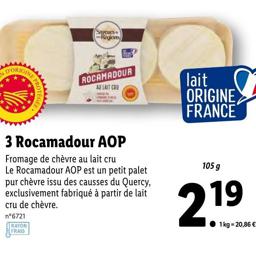 Saveurs
Régions
ROCAMADOUR
AU LAIT CRU
lait
ORIGINE
FRANCE
3 Rocamadour AOP
Fromage de chèvre au lait cru
Le Rocamadour AOP est un petit palet
pur chèvre issu des causses du Quercy,
exclusivement fabriqué à partir de lait
cru de chèvre.
n°6721
RAYON
FRAIS
105 g
2.19
1 kg = 20,86 €